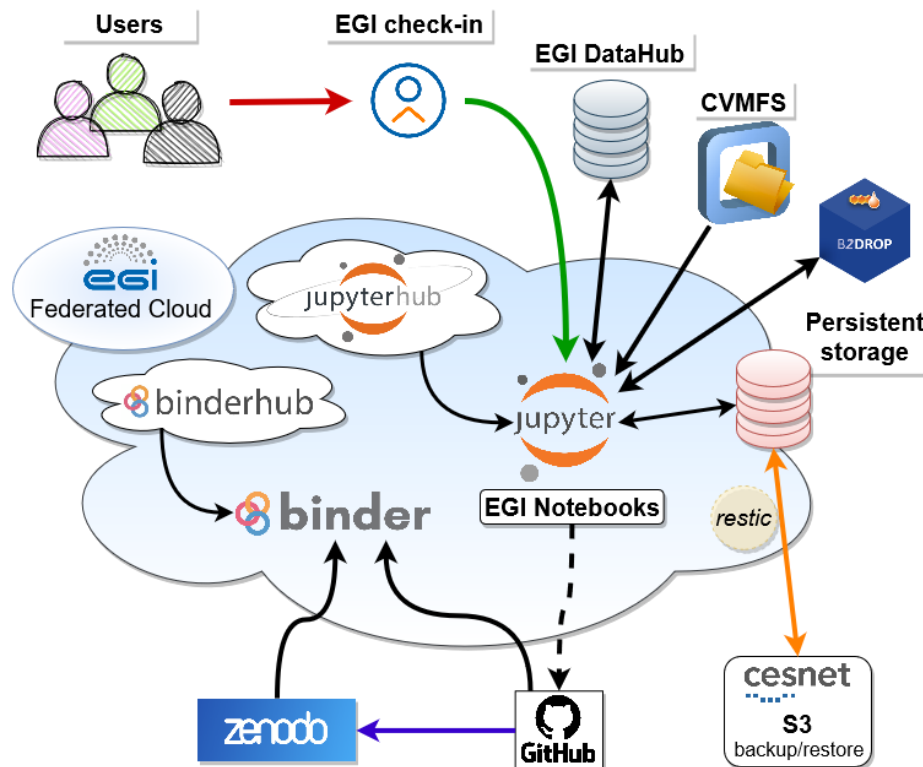 Users
EGI check-in
EGI DataHub
CVMFS
B2DROP
egi
Federated Cloud
jupyterhub
Persistent
storage
binderhub
jupyter
EGI Notebooks
binder
restic
cesnet
S3
backup/restore
zenodo
GitHub